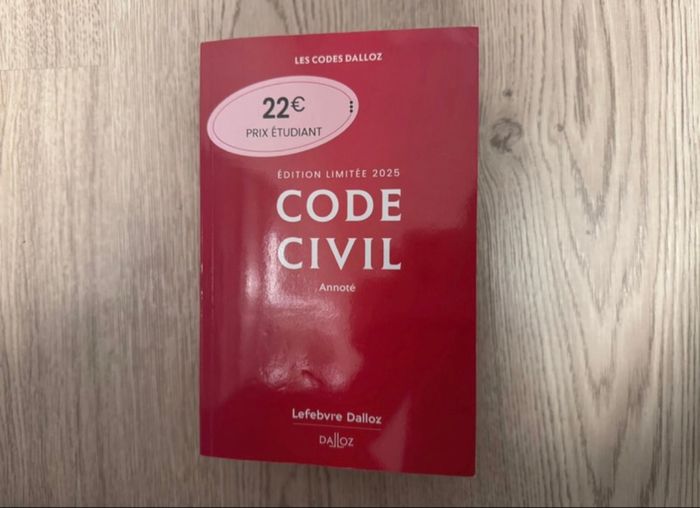 LES CODES DALLOZ
22€
PRIX ÉTUDIANT
ÉDITION LIMITÉE 2025
CODE
CIVIL
Annoté
Lefebvre Dalloz
DALLOZ